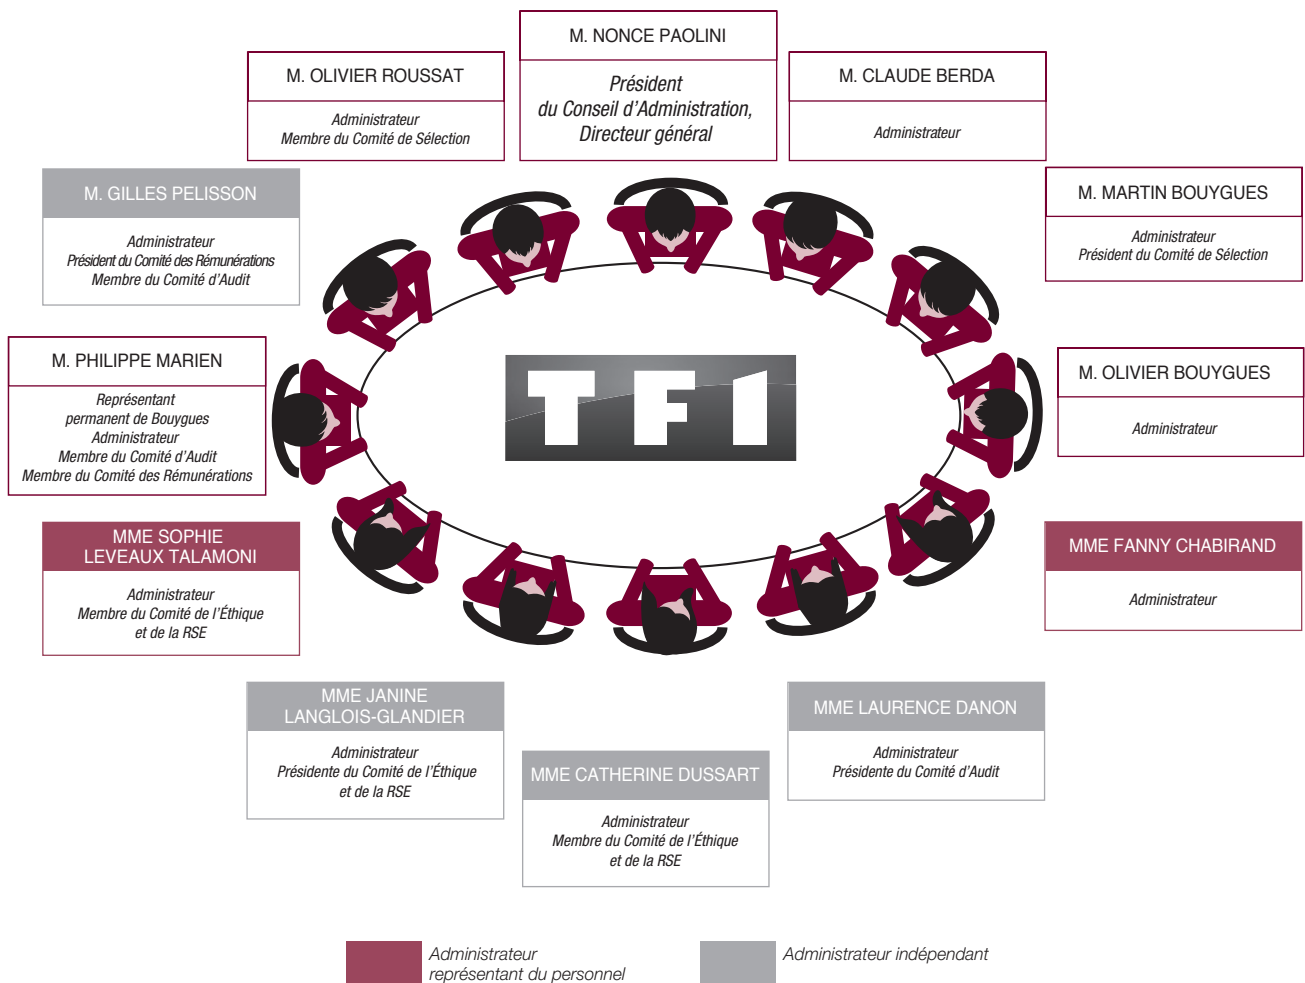 M. NONCE PAOLINI
Président
du Conseil d'Administration,
Directeur général
M. OLIVIER ROUSSAT
Administrateur
Membre du Comité de Sélection
M. CLAUDE BERDA
Administrateur
M. GILLES PELISSON
Administrateur
Président du Comité des Rémunérations
Membre du Comité d'Audit
M. MARTIN BOUYGUES
Administrateur
Président du Comité de Sélection
M. PHILIPPE MARIEN
Représentant
permanent de Bouygues
Administrateur
Membre du Comité d'Audit
Membre du Comité des Rémunérations
TF1
M. OLIVIER BOUYGUES
Administrateur
MME SOPHIE
LEVEAUX TALAMONI
Administrateur
Membre du Comité de l'Éthique
et de la RSE
MME FANNY CHABIRAND
Administrateur
MME JANINE
LANGLOIS-GLANDIER
Administrateur
Présidente du Comité de l'Éthique
et de la RSE
MME CATHERINE DUSSART
Administrateur
Membre du Comité de l'Éthique
et de la RSE
MME LAURENCE DANON
Administrateur
Présidente du Comité d'Audit
Administrateur
représentant du personnel
Administrateur indépendant